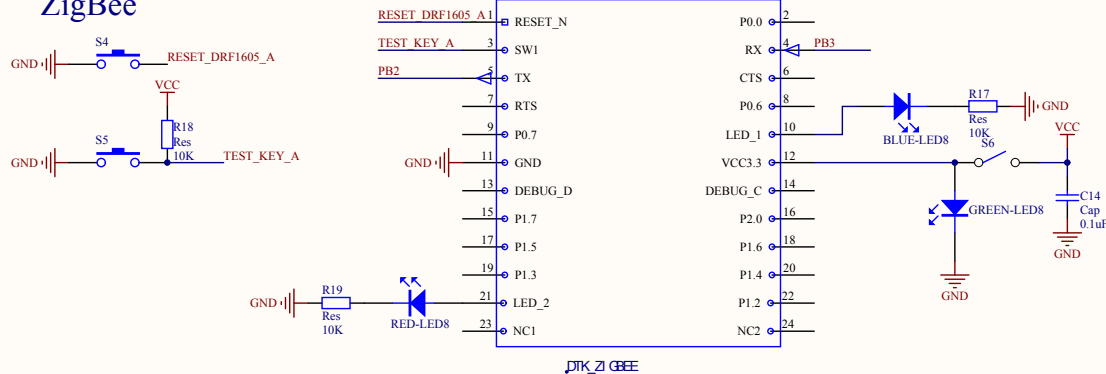 ZigBee
S4
GND
RESET_DRF1605_A
VCC
R18
Res
10K
S5
GND
TEST_KEY_A
RESET_DRF1605_A 1 RESET_N P0.0 2
TEST_KEY_A 3 SW1 RX 4 PB3
PB2 5 TX CTS 6
7 RTS P0.6 8
9 P0.7 LED_1 10
GND 11 GND VCC3.3 12
13 DEBUG_D DEBUG_C 14
15 P1.7 P2.0 16
17 P1.5 P1.6 18
19 P1.3 P1.4 20
21 LED_2 P1.2 22
23 NC1 NC2 24
GND
R19
Res
10K
RED-LED8
DTK_ZIGBEE
BLUE-LED8
R17
Res
10K
GND
S6
VCC
GREEN-LED8
GND
C14
Cap
0.1uF
GND